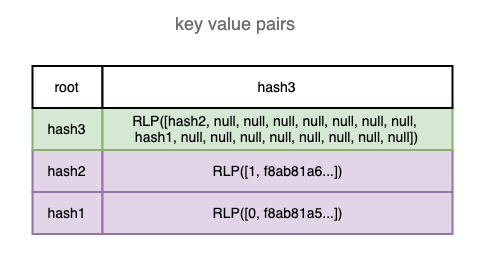 key value pairs
root
hash3
hash3
RLP([hash2, null, null, null, null, null, null, null,
hash1, null, null, null, null, null, null, null, null])
hash2
RLP([1, f8ab81a6...])
hash1
RLP([0, f8ab81a5...])